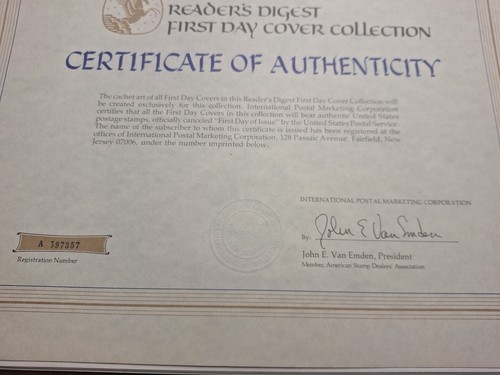 READER'S DIGEST
FIRST DAY COVER COLLECTION
CERTIFICATE OF AUTHENTICITY
The cachet art of all First Day Covers in this Reader's Digest First Day Cover Collection will
be created exclusively for this collection. International Postal Marketing Corporation
certifies that all the First Day Covers in this collection will bear authentic United States
postage stamps, officially canceled "First Day of Issue" by the United States Postal Service.
The name of the subscriber to whom this certificate is issued has been registered at the
offices of International Postal Marketing Corporation, 128 Passaic Avenue, Fairfield, New
Jersey 07006, under the number imprinted below.
INTERNATIONAL POSTAL MARKETING CORPORATION
By: John E Van Emden
John E. Van Emden, President
Member, American Stamp Dealers' Association
A 397357
Registration Number